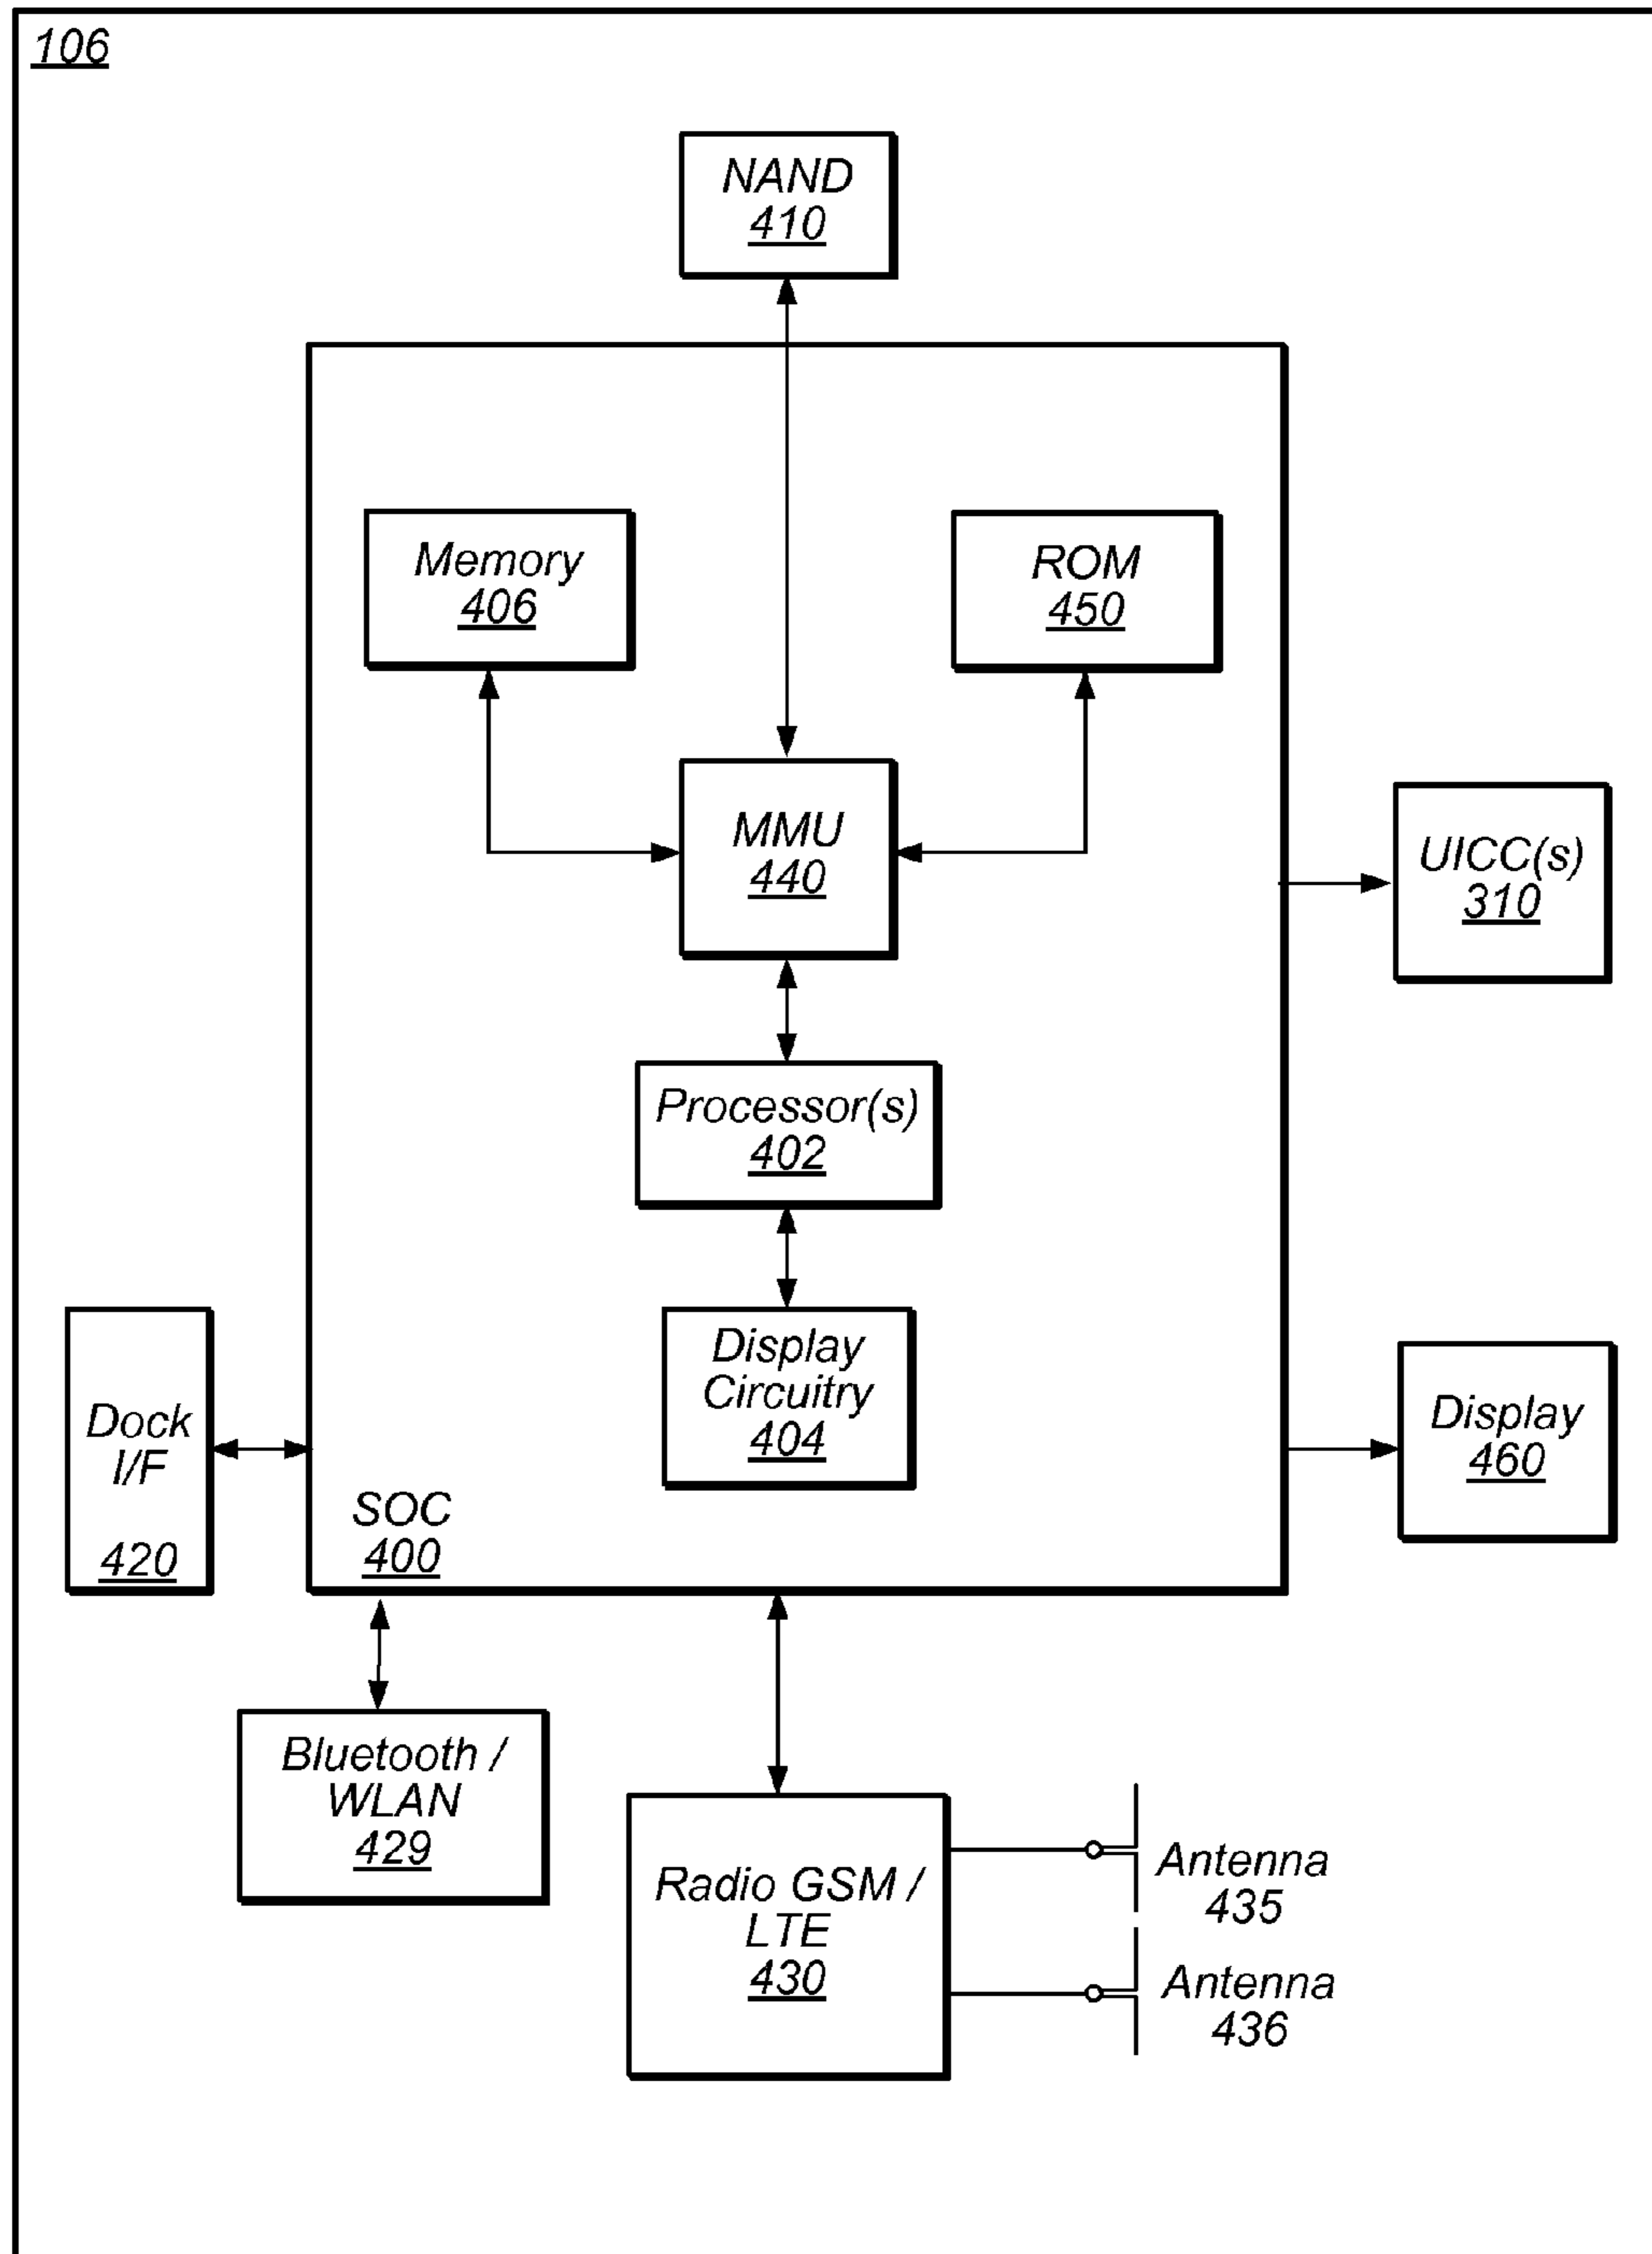 106
NAND
410
Memory
406
ROM
450
MMU
440
UICC(s)
310
Processor(s)
402
Display
Circuitry
404
Dock
I/F
420
Display
460
SOC
400
Bluetooth /
WLAN
429
Radio GSM /
LTE
430
Antenna
435
Antenna
436